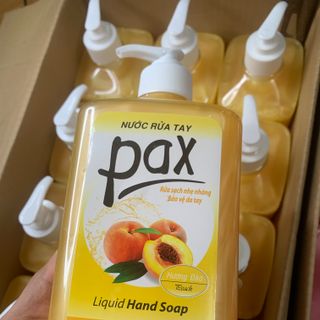 NƯỚC RỬA TAY
pax
Rửa sạch nhẹ nhàng
Bảo vệ da tay
Hương Đào
Peach
Liquid Hand Soap